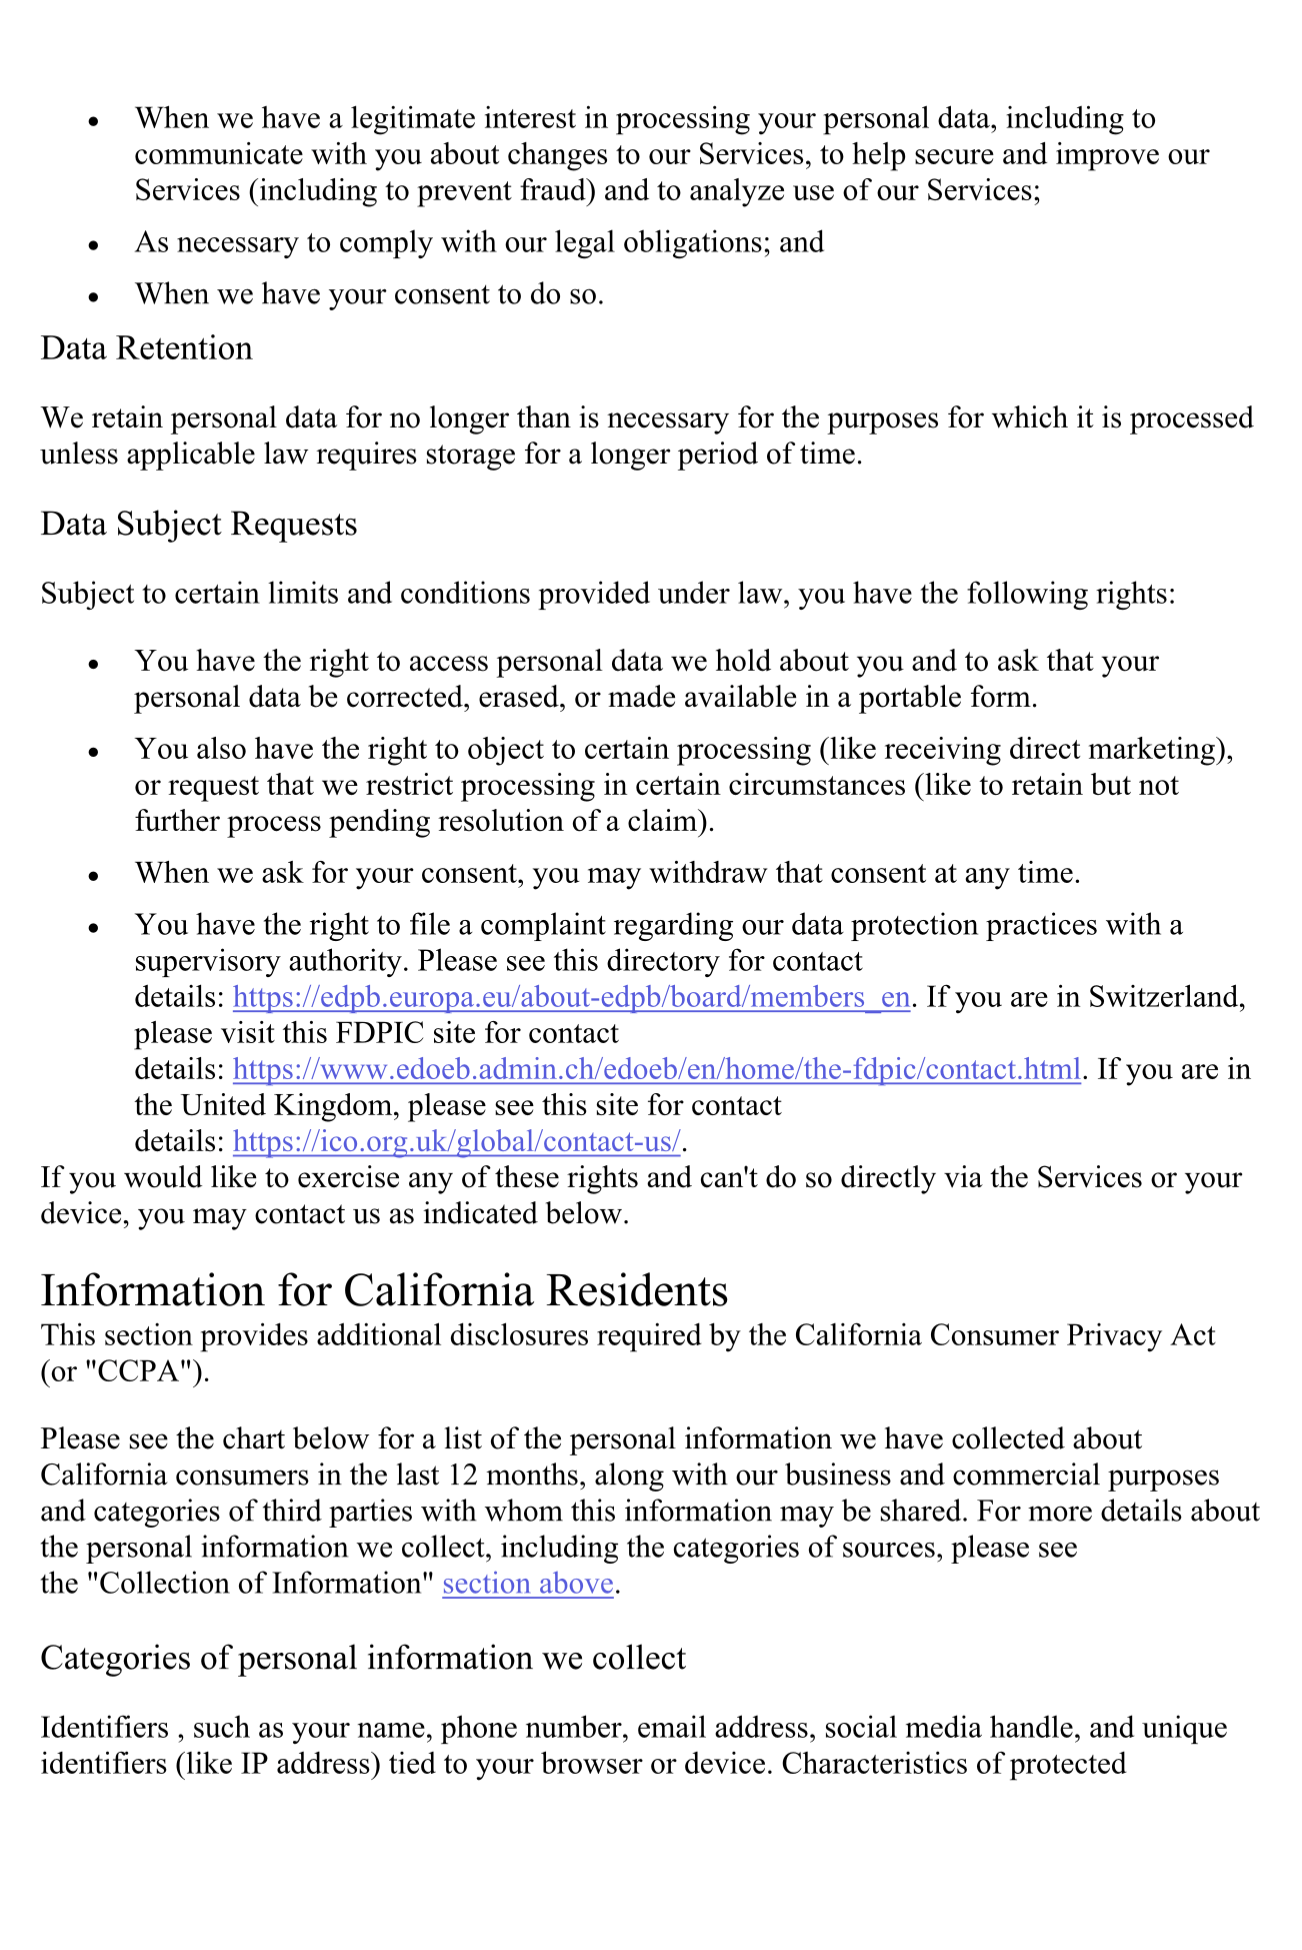 • When we have a legitimate interest in processing your personal data, including to
communicate with you about changes to our Services, to help secure and improve our
Services (including to prevent fraud) and to analyze use of our Services;
• As necessary to comply with our legal obligations; and
• When we have your consent to do so.
Data Retention
We retain personal data for no longer than is necessary for the purposes for which it is processed
unless applicable law requires storage for a longer period of time.
Data Subject Requests
Subject to certain limits and conditions provided under law, you have the following rights:
• You have the right to access personal data we hold about you and to ask that your
personal data be corrected, erased, or made available in a portable form.
• You also have the right to object to certain processing (like receiving direct marketing),
or request that we restrict processing in certain circumstances (like to retain but not
further process pending resolution of a claim).
• When we ask for your consent, you may withdraw that consent at any time.
• You have the right to file a complaint regarding our data protection practices with a
supervisory authority. Please see this directory for contact
details: https://edpb.europa.eu/about-edpb/board/members_en. If you are in Switzerland,
please visit this FDPIC site for contact
details: https://www.edoeb.admin.ch/edoeb/en/home/the-fdpic/contact.html. If you are in
the United Kingdom, please see this site for contact
details: https://ico.org.uk/global/contact-us/.
If you would like to exercise any of these rights and can't do so directly via the Services or your
device, you may contact us as indicated below.
Information for California Residents
This section provides additional disclosures required by the California Consumer Privacy Act
(or "CCPA").
Please see the chart below for a list of the personal information we have collected about
California consumers in the last 12 months, along with our business and commercial purposes
and categories of third parties with whom this information may be shared. For more details about
the personal information we collect, including the categories of sources, please see
the "Collection of Information" section above.
Categories of personal information we collect
Identifiers , such as your name, phone number, email address, social media handle, and unique
identifiers (like IP address) tied to your browser or device. Characteristics of protected